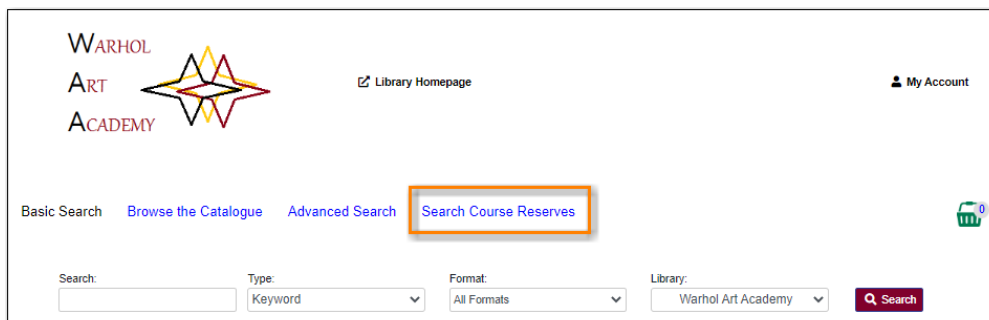 WARHOL
ART
ACADEMY
Library Homepage
My Account
Basic Search Browse the Catalogue Advanced Search Search Course Reserves 0
Search: Type: Format: Library:
Keyword All Formats Warhol Art Academy Search